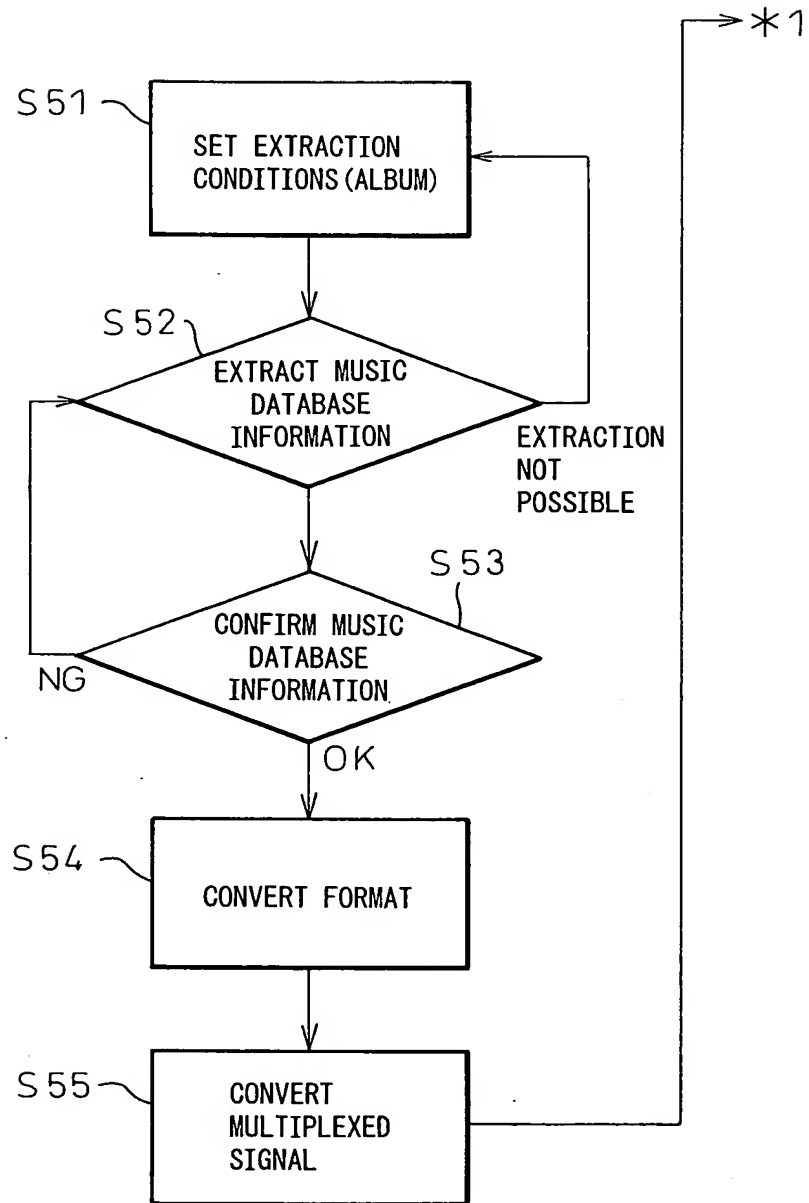 *1
S51
SET EXTRACTION
CONDITIONS(ALBUM)
S52
EXTRACT MUSIC
DATABASE
INFORMATION
EXTRACTION
NOT
POSSIBLE
S53
CONFIRM MUSIC
DATABASE
INFORMATION
NG
OK
S54
CONVERT FORMAT
S55
CONVERT
MULTIPLEXED
SIGNAL